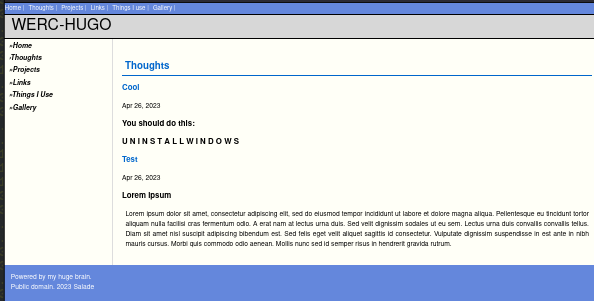 Home | Thoughts | Projects | Links | Things I use | Gallery |
WERC-HUGO
»Home
›Thoughts
»Projects
»Links
»Things I Use
»Gallery
Thoughts
Cool
Apr 26, 2023
You should do this:
U N I N S T A L L W I N D O W S
Test
Apr 26, 2023
Lorem Ipsum
Lorem ipsum dolor sit amet, consectetur adipiscing elit, sed do eiusmod tempor incididunt ut labore et dolore magna aliqua. Pellentesque eu tincidunt tortor
aliquam nulla facilisi cras fermentum odio. A erat nam at lectus urna duis. Sed velit dignissim sodales ut eu sem. Lectus urna duis convallis convallis tellus.
Diam sit amet nisl suscipit adipiscing bibendum est. Sed felis eget velit aliquet sagittis id consectetur. Vulputate dignissim suspendisse in est ante in nibh
mauris cursus. Morbi quis commodo odio aenean. Mollis nunc sed id semper risus in hendrerit gravida rutrum.
Powered by my huge brain.
Public domain. 2023 Salade